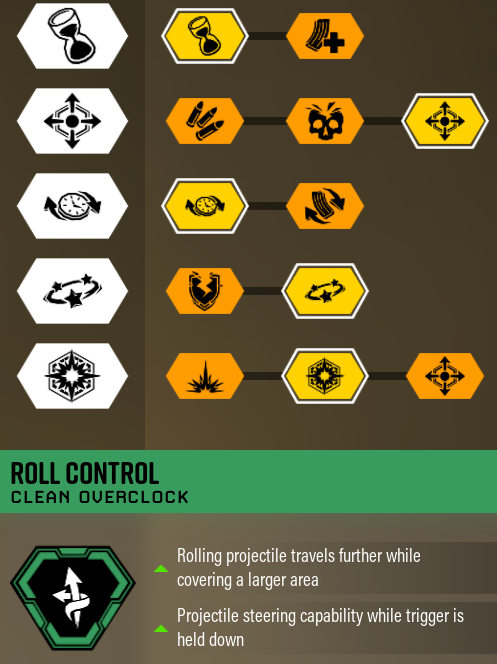 ROLL CONTROL
CLEAN OVERCLOCK
Rolling projectile travels further while
covering a larger area
Projectile steering capability while trigger is
held down